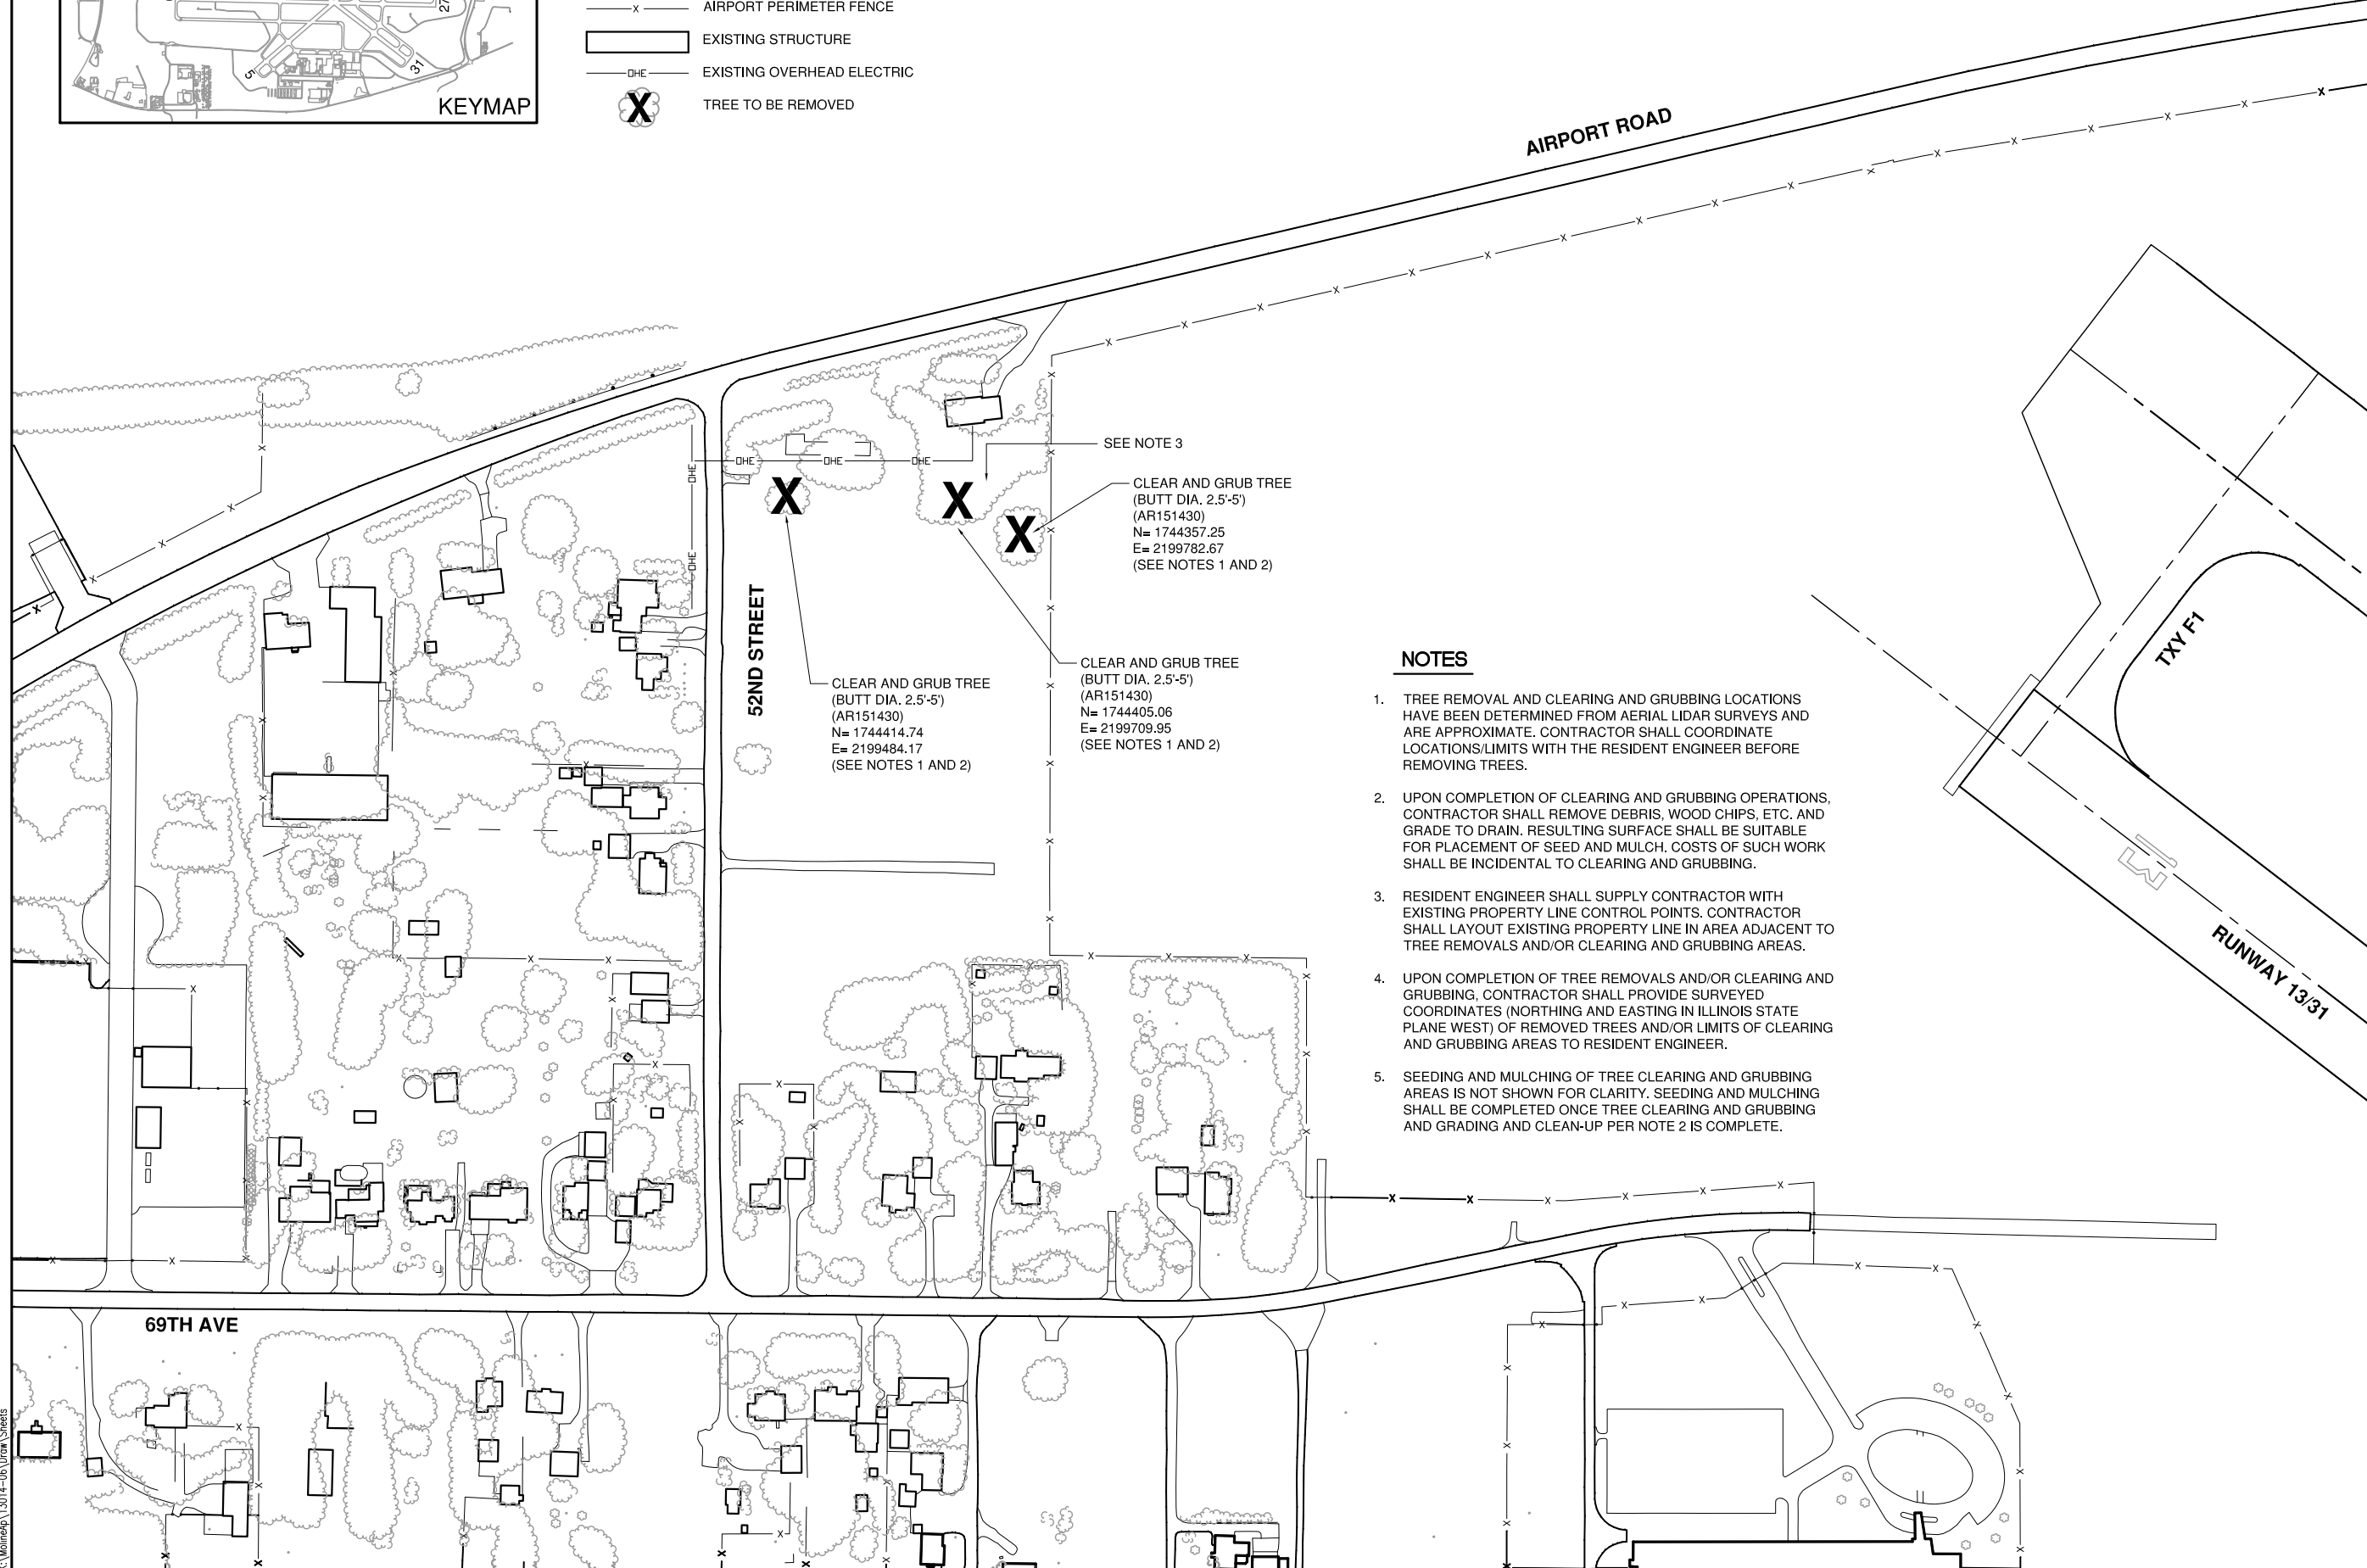 27
5
31
KEYMAP
X
AIRPORT PERIMETER FENCE
EXISTING STRUCTURE
OHE
EXISTING OVERHEAD ELECTRIC
X
TREE TO BE REMOVED
AIRPORT ROAD
SEE NOTE 3
OHE
OHE
OHE
OHE
OHE
X
X
X
CLEAR AND GRUB TREE
(BUTT DIA. 2.5'-5')
(AR151430)
N= 1744357.25
E= 2199782.67
(SEE NOTES 1 AND 2)
52ND STREET
CLEAR AND GRUB TREE
(BUTT DIA. 2.5'-5')
(AR151430)
N= 1744414.74
E= 2199484.17
(SEE NOTES 1 AND 2)
CLEAR AND GRUB TREE
(BUTT DIA. 2.5'-5')
(AR151430)
N= 1744405.06
E= 2199709.95
(SEE NOTES 1 AND 2)
TXY F1
13
RUNWAY 13/31
NOTES
1. TREE REMOVAL AND CLEARING AND GRUBBING LOCATIONS
HAVE BEEN DETERMINED FROM AERIAL LIDAR SURVEYS AND
ARE APPROXIMATE. CONTRACTOR SHALL COORDINATE
LOCATIONS/LIMITS WITH THE RESIDENT ENGINEER BEFORE
REMOVING TREES.
2. UPON COMPLETION OF CLEARING AND GRUBBING OPERATIONS,
CONTRACTOR SHALL REMOVE DEBRIS, WOOD CHIPS, ETC. AND
GRADE TO DRAIN. RESULTING SURFACE SHALL BE SUITABLE
FOR PLACEMENT OF SEED AND MULCH. COSTS OF SUCH WORK
SHALL BE INCIDENTAL TO CLEARING AND GRUBBING.
3. RESIDENT ENGINEER SHALL SUPPLY CONTRACTOR WITH
EXISTING PROPERTY LINE CONTROL POINTS. CONTRACTOR
SHALL LAYOUT EXISTING PROPERTY LINE IN AREA ADJACENT TO
TREE REMOVALS AND/OR CLEARING AND GRUBBING AREAS.
4. UPON COMPLETION OF TREE REMOVALS AND/OR CLEARING AND
GRUBBING, CONTRACTOR SHALL PROVIDE SURVEYED
COORDINATES (NORTHING AND EASTING IN ILLINOIS STATE
PLANE WEST) OF REMOVED TREES AND/OR LIMITS OF CLEARING
AND GRUBBING AREAS TO RESIDENT ENGINEER.
5. SEEDING AND MULCHING OF TREE CLEARING AND GRUBBING
AREAS IS NOT SHOWN FOR CLARITY. SEEDING AND MULCHING
SHALL BE COMPLETED ONCE TREE CLEARING AND GRUBBING
AND GRADING AND CLEAN-UP PER NOTE 2 IS COMPLETE.
69TH AVE